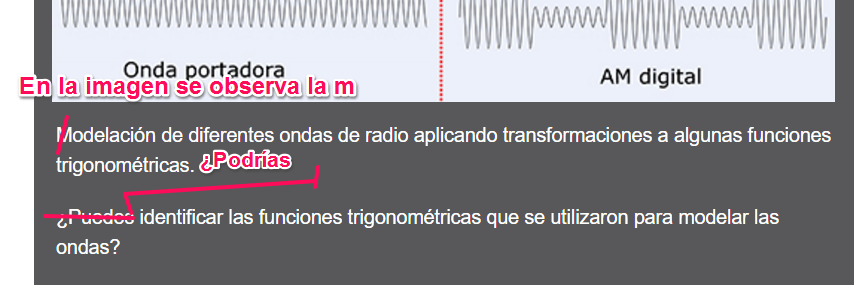 Onda portadora
AM digital
En la imagen se observa la m
Modelación de diferentes ondas de radio aplicando transformaciones a algunas funciones
trigonométricas. ¿Podrías
¿Puedes identificar las funciones trigonométricas que se utilizaron para modelar las
ondas?